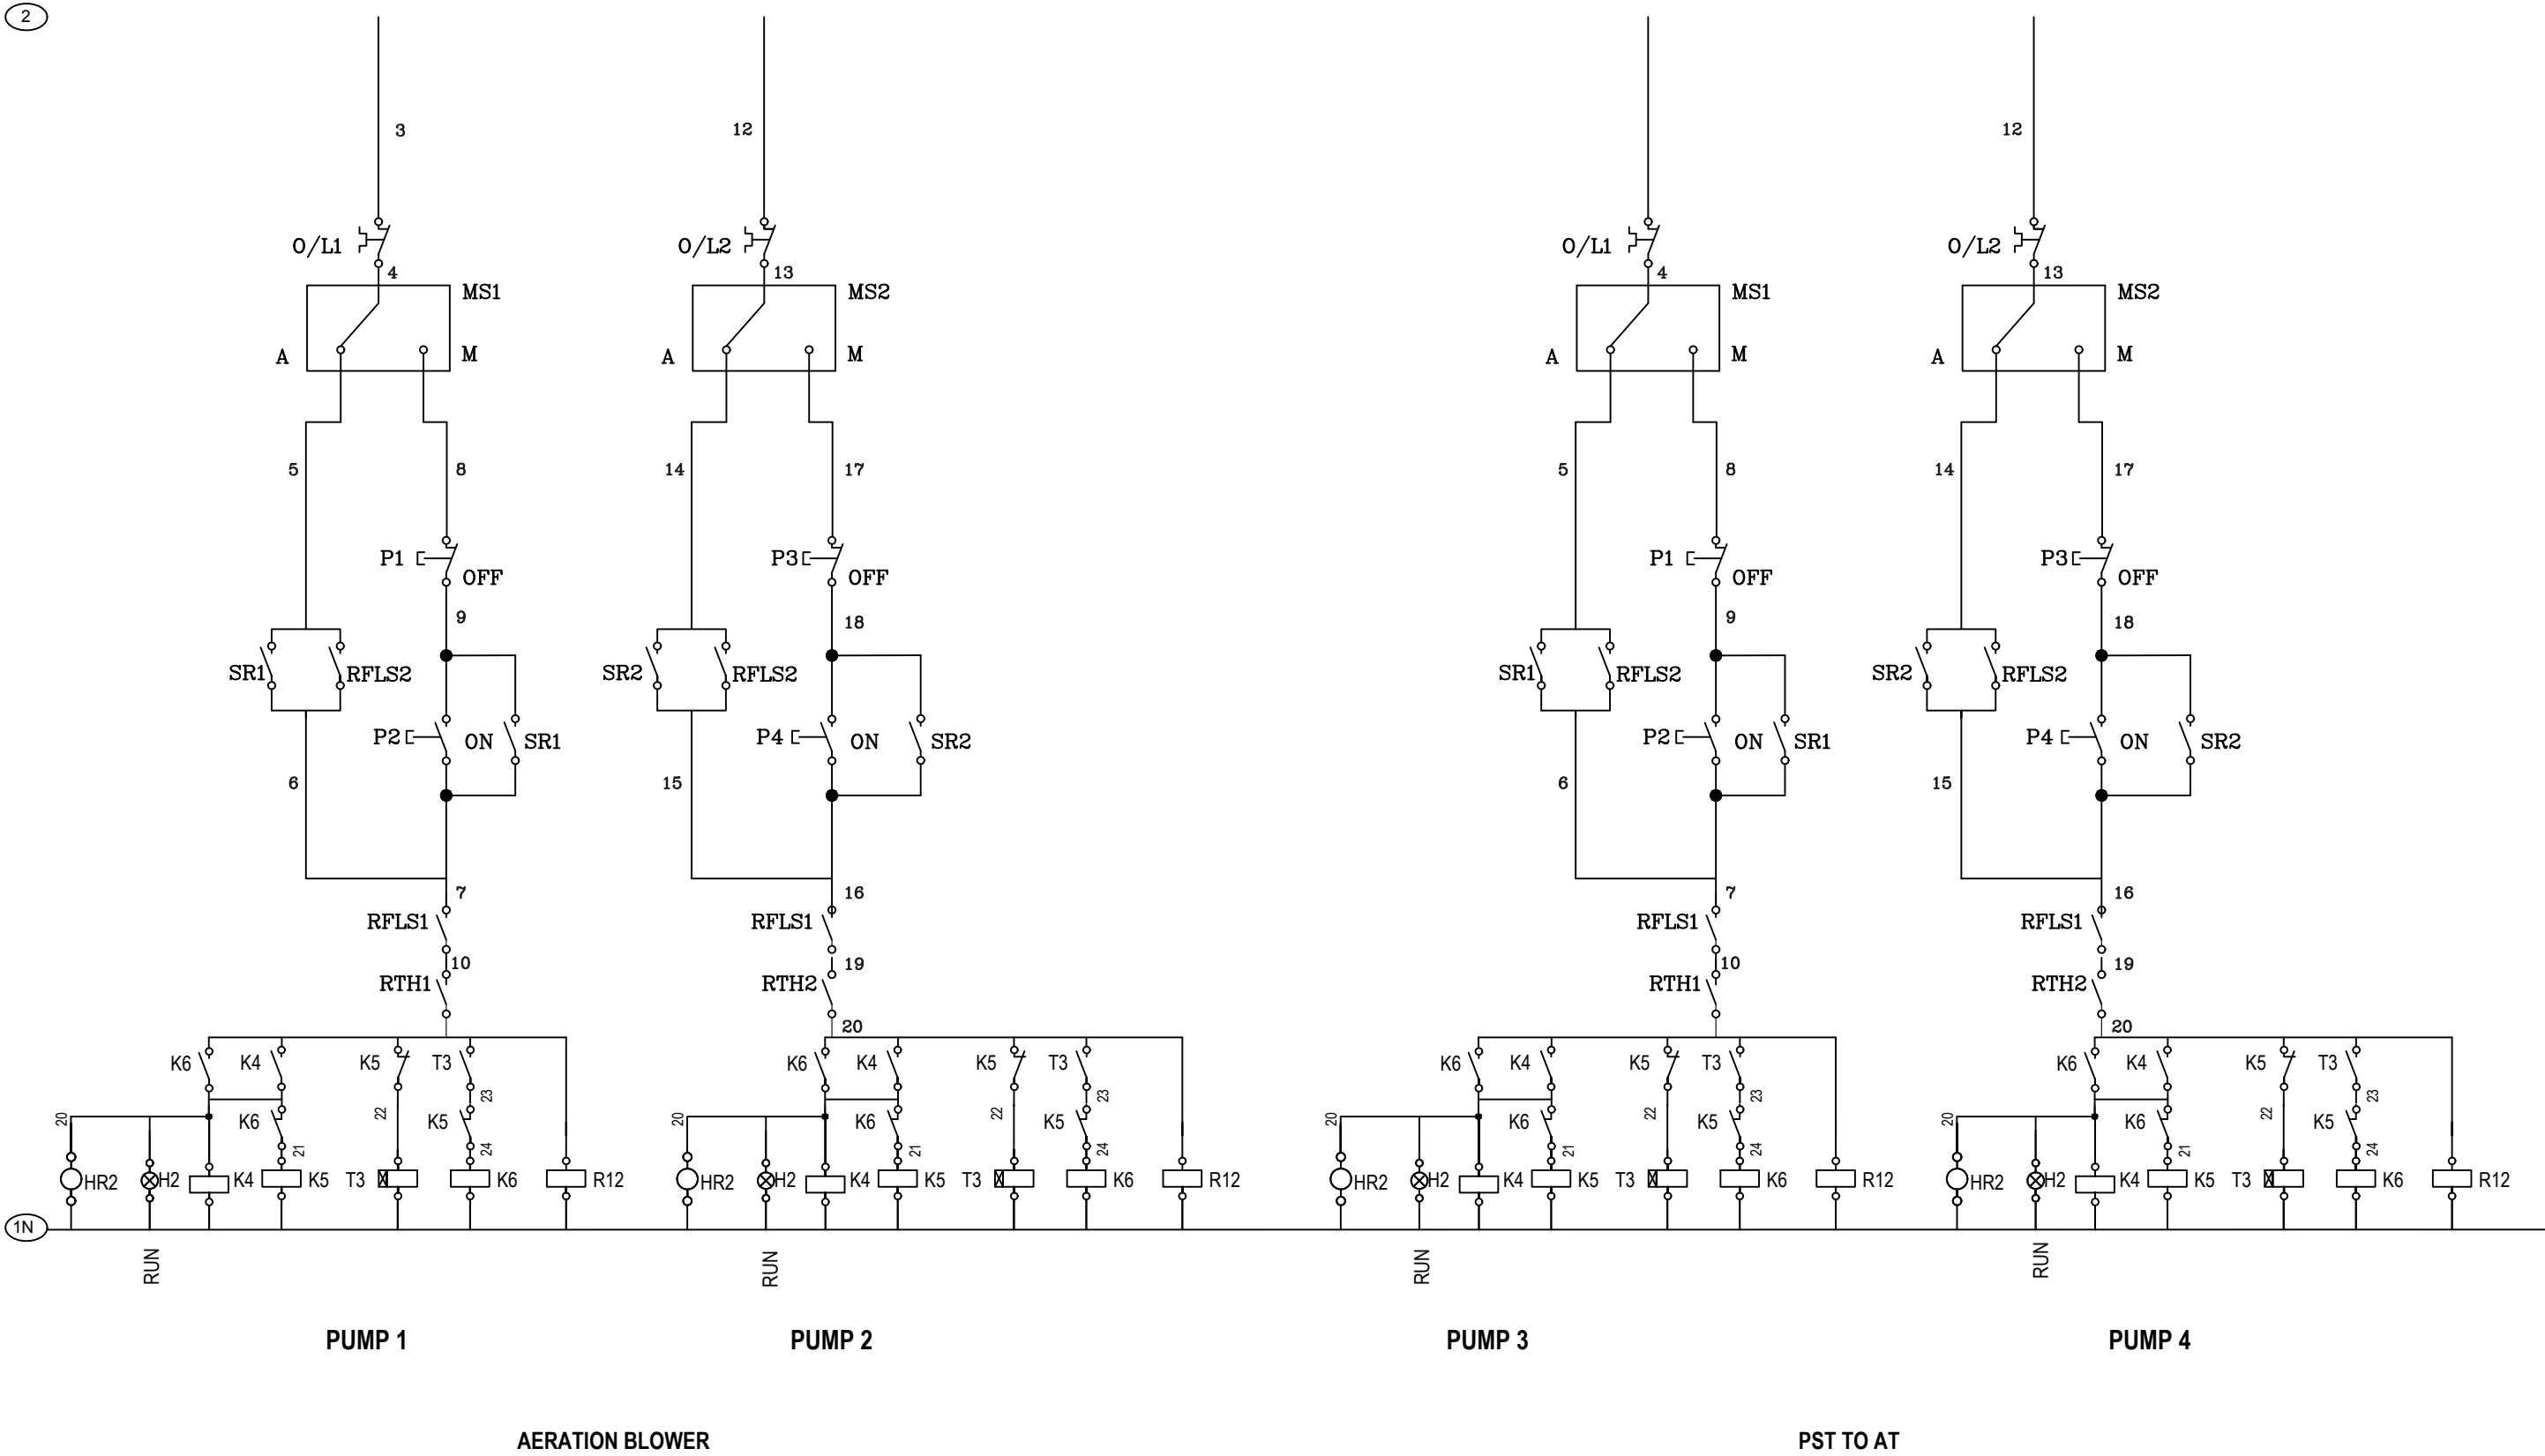 2
3 12 12
O/L1 O/L2 O/L1 O/L2
4 13 4 13
MS1 MS2 MS1 MS2
A M A M A M A M
5 8 14 17 5 8 14 17
P1 P3 P1 P3
OFF OFF OFF OFF
9 18 9 18
SR1 RFLS2 SR2 RFLS2 SR1 RFLS2 SR2 RFLS2
P2 ON SR1 P4 ON SR2 P2 ON SR1 P4 ON SR2
6 15 6 15
7 16 7 16
RFLS1 RFLS1 RFLS1 RFLS1
10 19 10 19
RTH1 RTH2 RTH1 RTH2
20 20
K6 K4 K5 T3 K6 K4 K5 T3 K6 K4 K5 T3 K6 K4 K5 T3
20 22 23 20 22 23 20 22 23 20 22 23
K6 K5 K6 K5 K6 K5 K6 K5
21 24 21 24 21 24 21 24
HR2 H2 K4 K5 T3 K6 R12 HR2 H2 K4 K5 T3 K6 R12 HR2 H2 K4 K5 T3 K6 R12 HR2 H2 K4 K5 T3 K6 R12
1N
RUN RUN RUN RUN
PUMP 1 PUMP 2 PUMP 3 PUMP 4
AERATION BLOWER PST TO AT